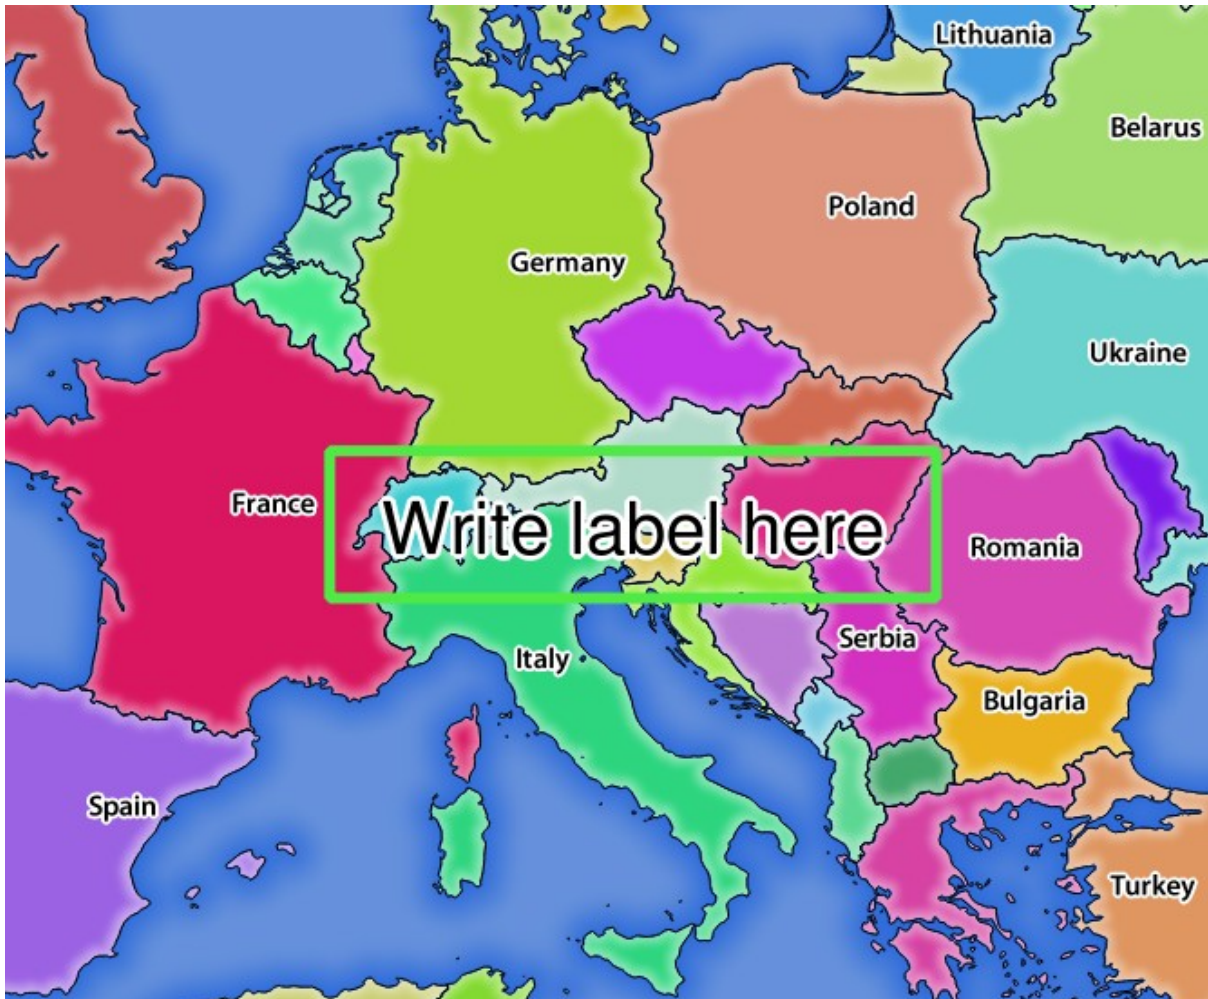 Lithuania
Belarus
Poland
Germany
Ukraine
France
Write label here
Romania
Serbia
Italy
Bulgaria
Spain
Turkey